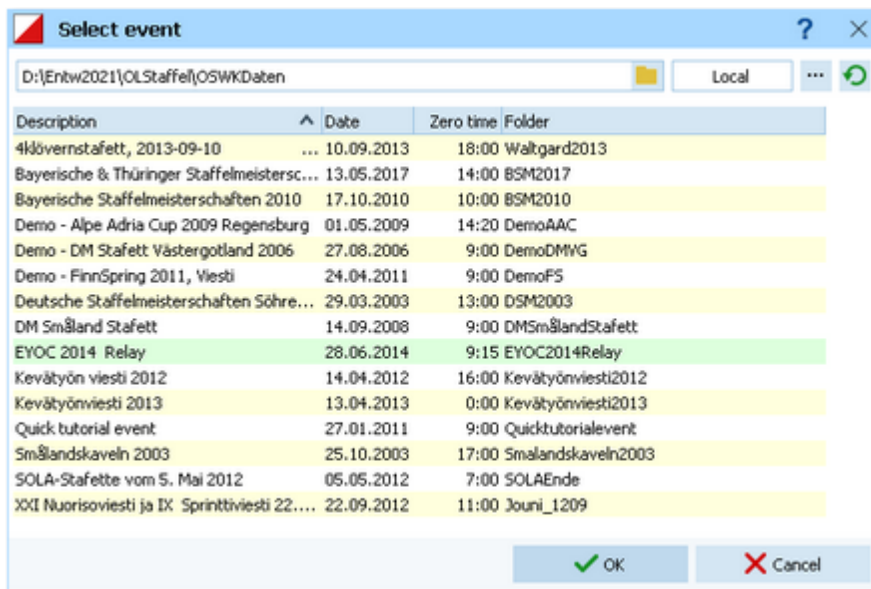 Select event ?
D:\Entw2021\OLStaffel\OSWKDaten Local ...
Description Date Zero time Folder
4klövernstafett, 2013-09-10 ... 10.09.2013 18:00 Waltgard2013
Bayerische & Thüringer Staffelmeistersc... 13.05.2017 14:00 BSM2017
Bayerische Staffelmeisterschaften 2010 17.10.2010 10:00 BSM2010
Demo - Alpe Adria Cup 2009 Regensburg 01.05.2009 14:20 DemoAAC
Demo - DM Stafett Västergotland 2006 27.08.2006 9:00 DemoDMVG
Demo - FinnSpring 2011, Viesti 24.04.2011 9:00 DemoFS
Deutsche Staffelmeisterschaften Söhre... 29.03.2003 13:00 DSM2003
DM Småland Stafett 14.09.2008 9:00 DMSmålandStafett
EYOC 2014 Relay 28.06.2014 9:15 EYOC2014Relay
Kevätyön viesti 2012 14.04.2012 16:00 Kevätyönviesti2012
Kevätyönviesti 2013 13.04.2013 0:00 Kevätyönviesti2013
Quick tutorial event 27.01.2011 9:00 Quicktutorialevent
Smålandskaveln 2003 25.10.2003 17:00 Smalandskaveln2003
SOLA-Stafette vom 5. Mai 2012 05.05.2012 7:00 SOLAEnde
XXI Nuorisoviesti ja IX Sprinttiviesti 22.... 22.09.2012 11:00 Jouni_1209
OK Cancel